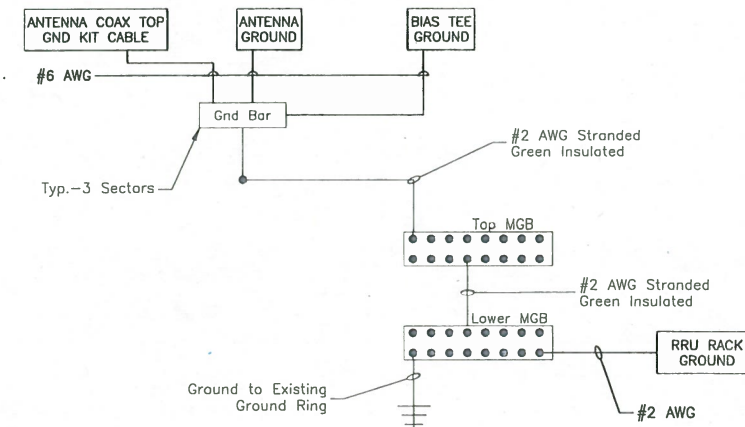 ANTENNA COAX TOP
GND KIT CABLE
ANTENNA
GROUND
BIAS TEE
GROUND
#6 AWG
Gnd Bar
#2 AWG Stranded
Green Insulated
Typ.-3 Sectors
Top MGB
#2 AWG Stranded
Green Insulated
Lower MGB
RRU RACK
GROUND
Ground to Existing
Ground Ring
#2 AWG